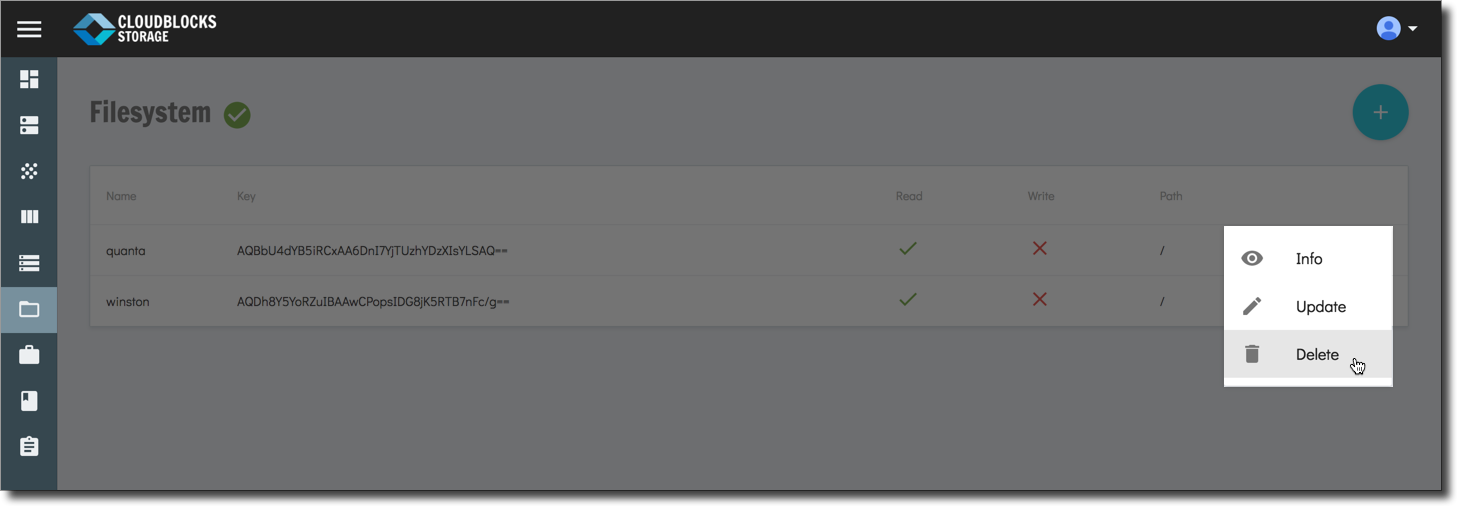 CLOUDBLOCKS
STORAGE
Filesystem
Name Key Read Write Path
quanta AQBbU4dYB5iRCxAA6DnI7YjTUzhYDzXIsYLSAQ== /
winston AQDh8Y5YoRZuIBAAwCPopsIDG8jK5RTB7nFc/g== /
Info
Update
Delete